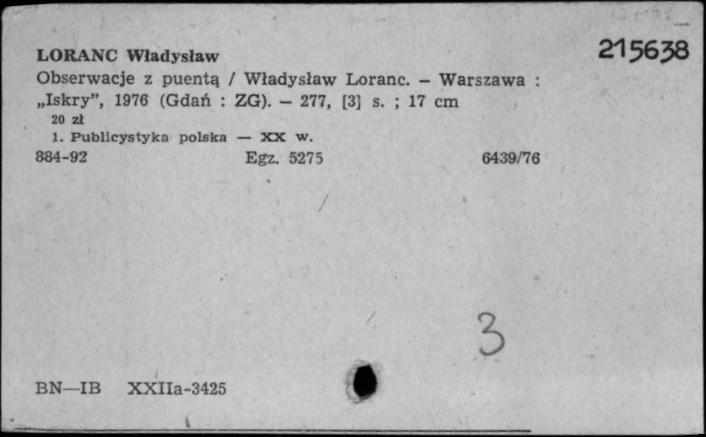 215638
LORANC Władysław
Obserwacje z puentą / Władysław Loranc. — Warszawa :
„Iskry”, 1976 (Gdań : ZG). — 277, [3] s. ; 17 cm
20 zł
1. Publicystyka polska — XX w.
884-92 Egz. 5275 6439/76
3
BN—IB XXIIa-3425